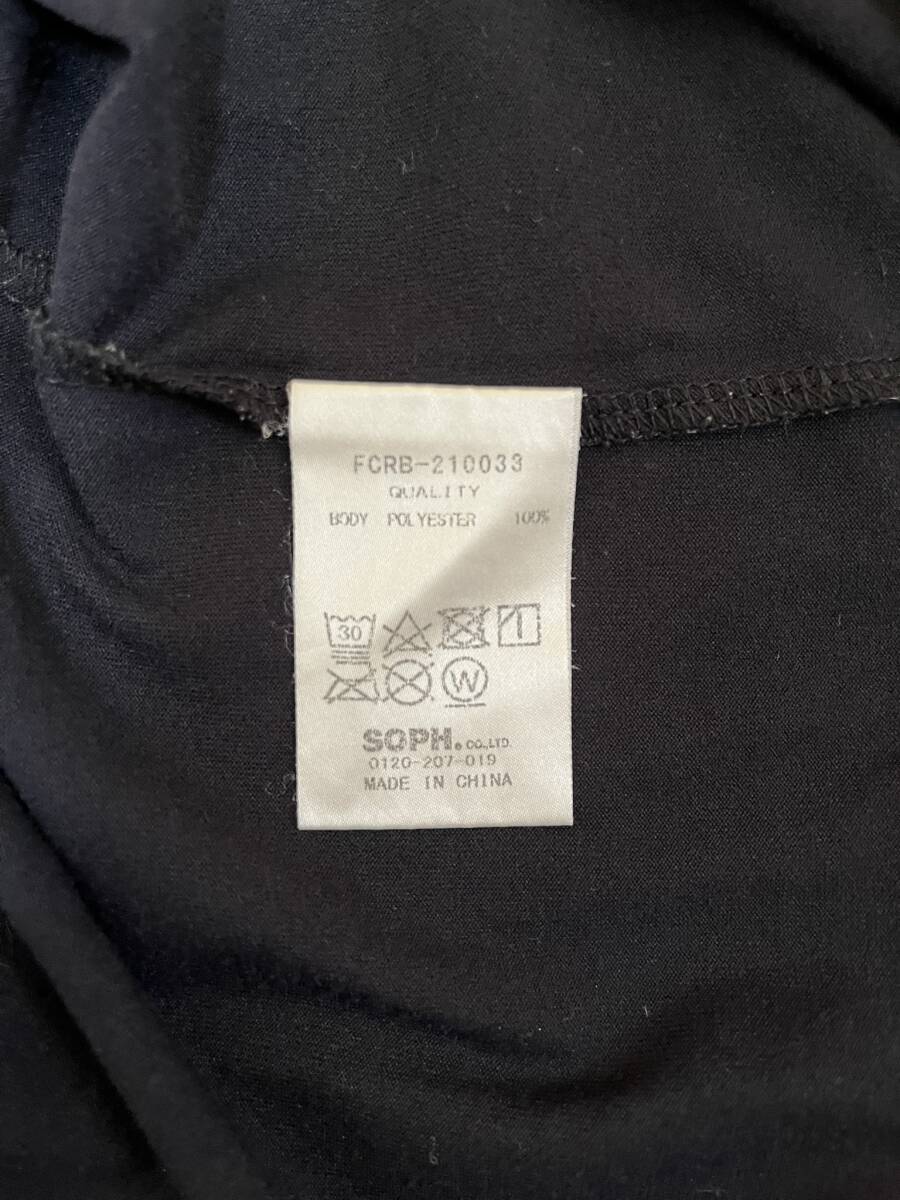 FCRB-210033
QUALITY
BODY POLYESTER 100%
30
W
SOPH. CO.,LTD.
0120-207-019
MADE IN CHINA